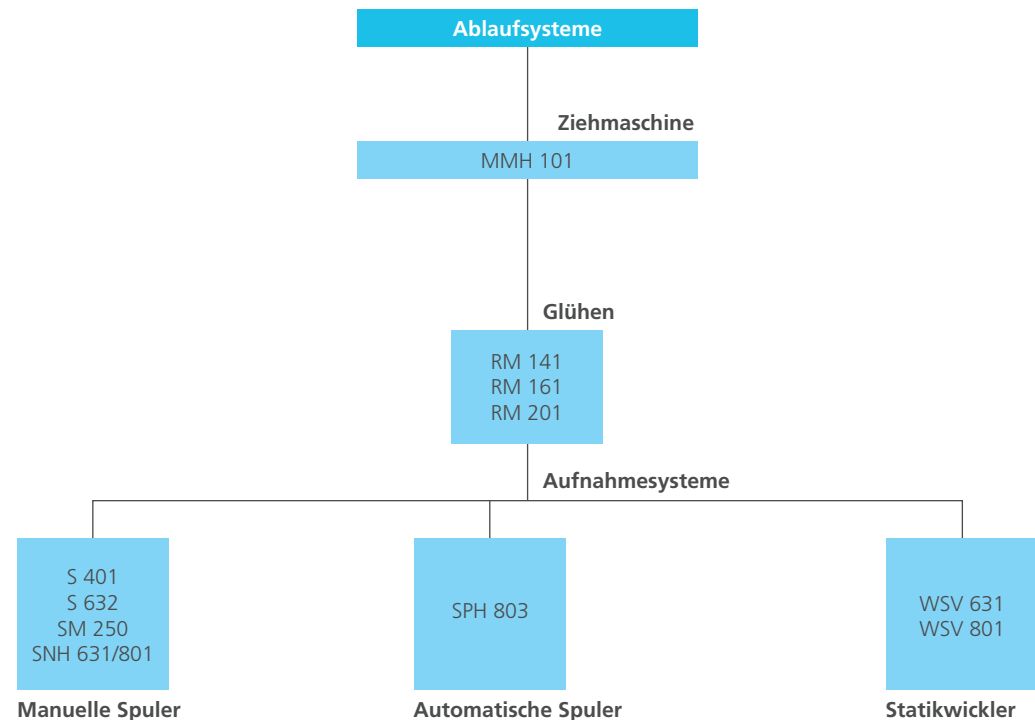 Ablaufsysteme
Ziehmaschine
MMH 101
Glühen
RM 141
RM 161
RM 201
Aufnahmesysteme
S 401
S 632
SM 250
SNH 631/801
Manuelle Spuler
SPH 803
Automatische Spuler
WSV 631
WSV 801
Statikwickler